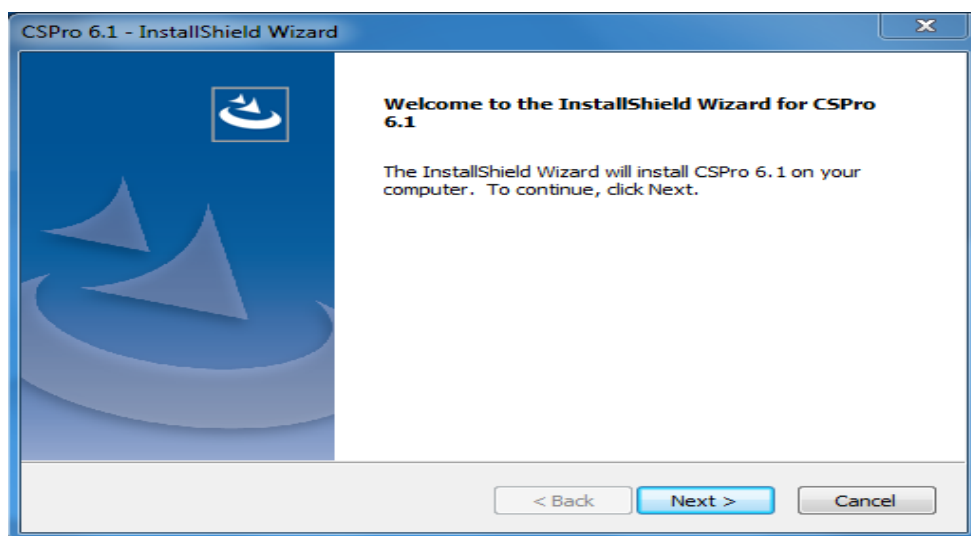 CSPro 6.1 - InstallShield Wizard
Welcome to the InstallShield Wizard for CSPro
6.1
The InstallShield Wizard will install CSPro 6.1 on your
computer. To continue, click Next.
< Back Next > Cancel